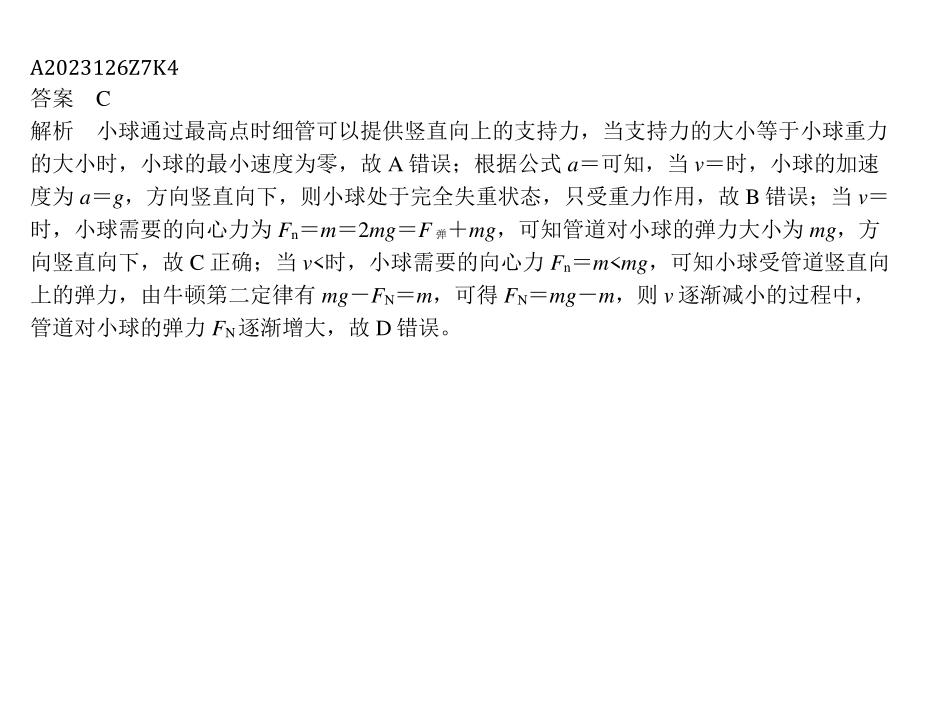 A2023126Z7K4
答案　C
解析　小球通过最高点时细管可以提供竖直向上的支持力，当支持力的大小等于小球重力
的大小时，小球的最小速度为零，故 A 错误；根据公式 a＝可知，当 v＝时，小球的加速
度为 a＝g，方向竖直向下，则小球处于完全失重状态，只受重力作用，故 B 错误；当 v＝
时，小球需要的向心力为 Fn＝m＝2mg＝F 弹＋mg，可知管道对小球的弹力大小为 mg，方
向竖直向下，故 C 正确；当 v<时，小球需要的向心力 Fn＝m<mg，可知小球受管道竖直向
上的弹力，由牛顿第二定律有 mg－FN＝m，可得 FN＝mg－m，则 v 逐渐减小的过程中，
管道对小球的弹力 FN逐渐增大，故 D 错误。